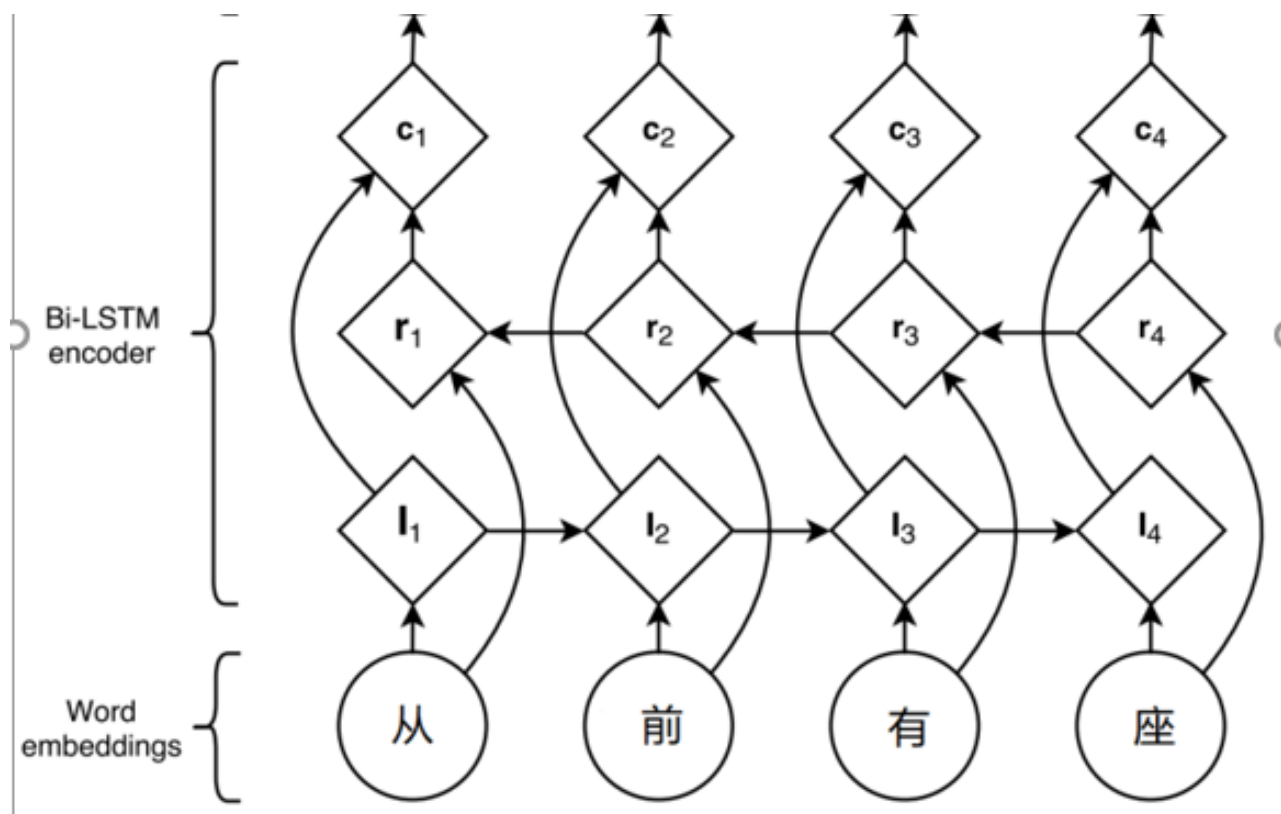 c₁ c₂ c₃ c₄
Bi-LSTM
encoder
r₁ r₂ r₃ r₄
l₁ l₂ l₃ l₄
Word
embeddings
从 前 有 座